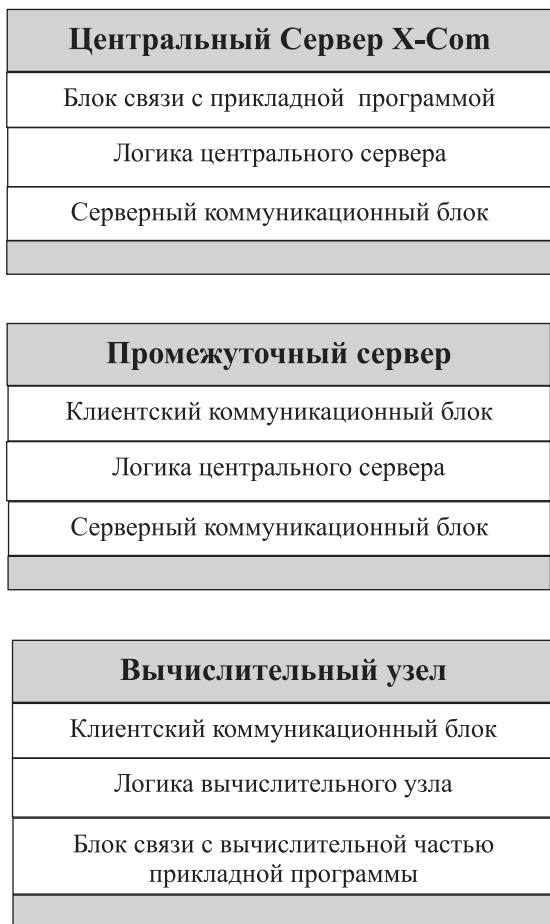 Центральный Сервер X-Com
Блок связи с прикладной программой
Логика центрального сервера
Серверный коммуникационный блок
Промежуточный сервер
Клиентский коммуникационный блок
Логика центрального сервера
Серверный коммуникационный блок
Вычислительный узел
Клиентский коммуникационный блок
Логика вычислительного узла
Блок связи с вычислительной частью
прикладной программы